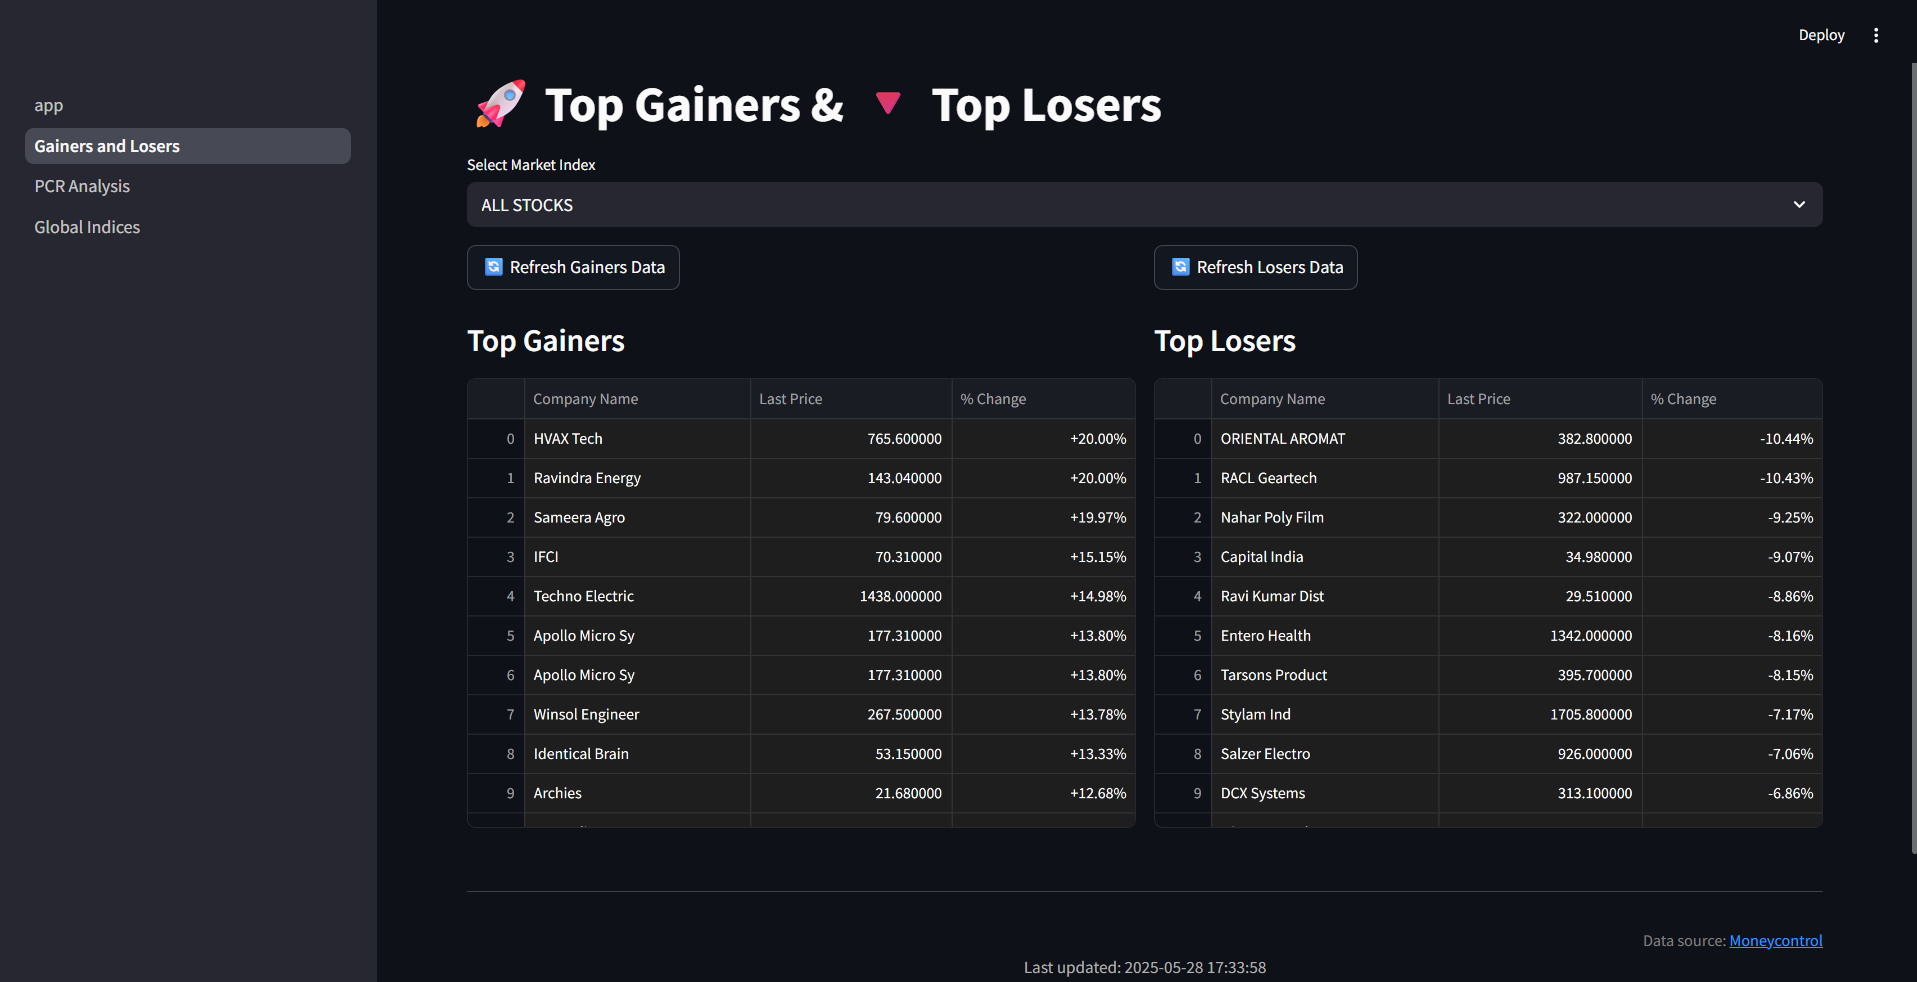 Deploy
app
Gainers and Losers
PCR Analysis
Global Indices
Top Gainers & Top Losers
Select Market Index
ALL STOCKS
Refresh Gainers Data
Refresh Losers Data
Top Gainers
Company Name Last Price % Change
0 HVAX Tech 765.600000 +20.00%
1 Ravindra Energy 143.040000 +20.00%
2 Sameera Agro 79.600000 +19.97%
3 IFCI 70.310000 +15.15%
4 Techno Electric 1438.000000 +14.98%
5 Apollo Micro Sy 177.310000 +13.80%
6 Apollo Micro Sy 177.310000 +13.80%
7 Winsol Engineer 267.500000 +13.78%
8 Identical Brain 53.150000 +13.33%
9 Archies 21.680000 +12.68%
Top Losers
Company Name Last Price % Change
0 ORIENTAL AROMAT 382.800000 -10.44%
1 RACL Geartech 987.150000 -10.43%
2 Nahar Poly Film 322.000000 -9.25%
3 Capital India 34.980000 -9.07%
4 Ravi Kumar Dist 29.510000 -8.86%
5 Entero Health 1342.000000 -8.16%
6 Tarsons Product 395.700000 -8.15%
7 Stylam Ind 1705.800000 -7.17%
8 Salzer Electro 926.000000 -7.06%
9 DCX Systems 313.100000 -6.86%
Data source: Moneycontrol
Last updated: 2025-05-28 17:33:58